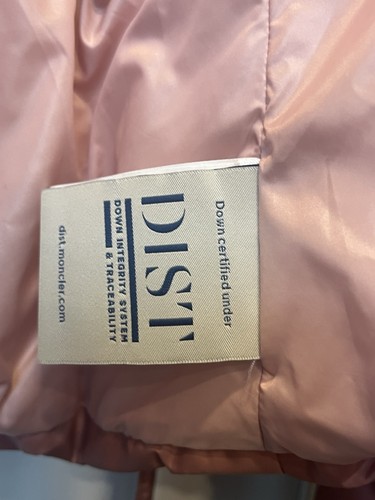 Down certified under
DIST
DOWN INTEGRITY SYSTEM
& TRACEABILITY
dist.moncler.com